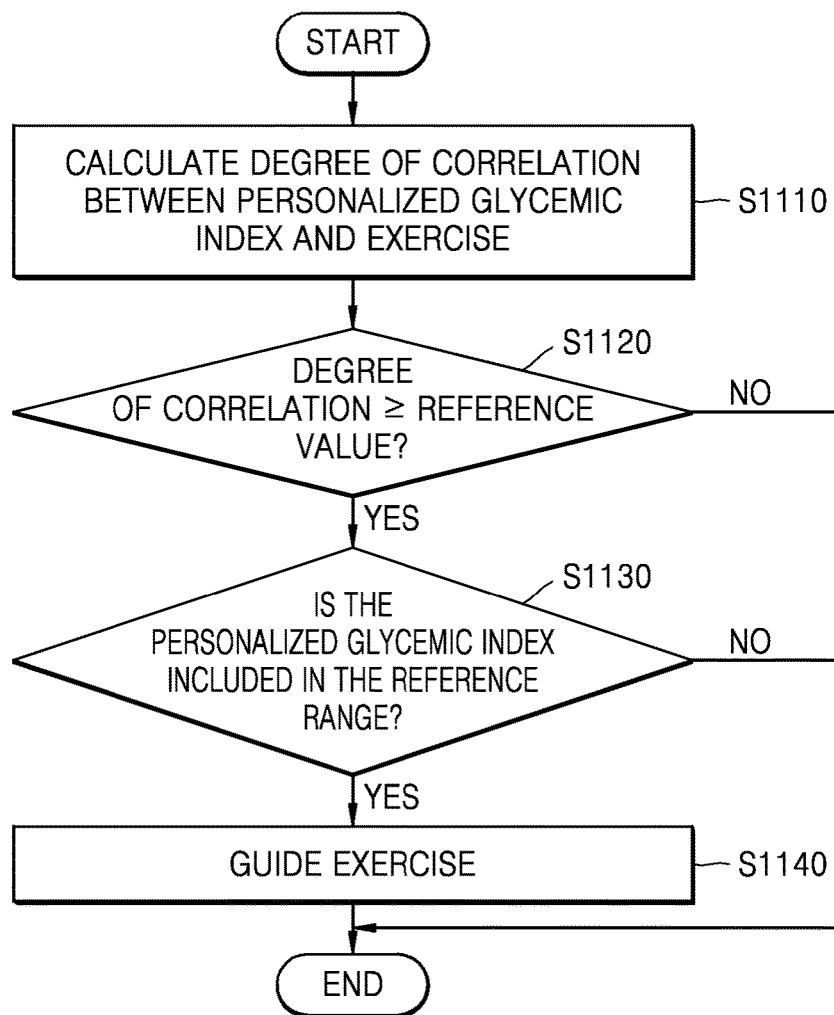 START
CALCULATE DEGREE OF CORRELATION
BETWEEN PERSONALIZED GLYCEMIC
INDEX AND EXERCISE
S1110
S1120
DEGREE
OF CORRELATION ≥ REFERENCE
VALUE?
NO
YES
S1130
IS THE
PERSONALIZED GLYCEMIC INDEX
INCLUDED IN THE REFERENCE
RANGE?
NO
YES
GUIDE EXERCISE
S1140
END